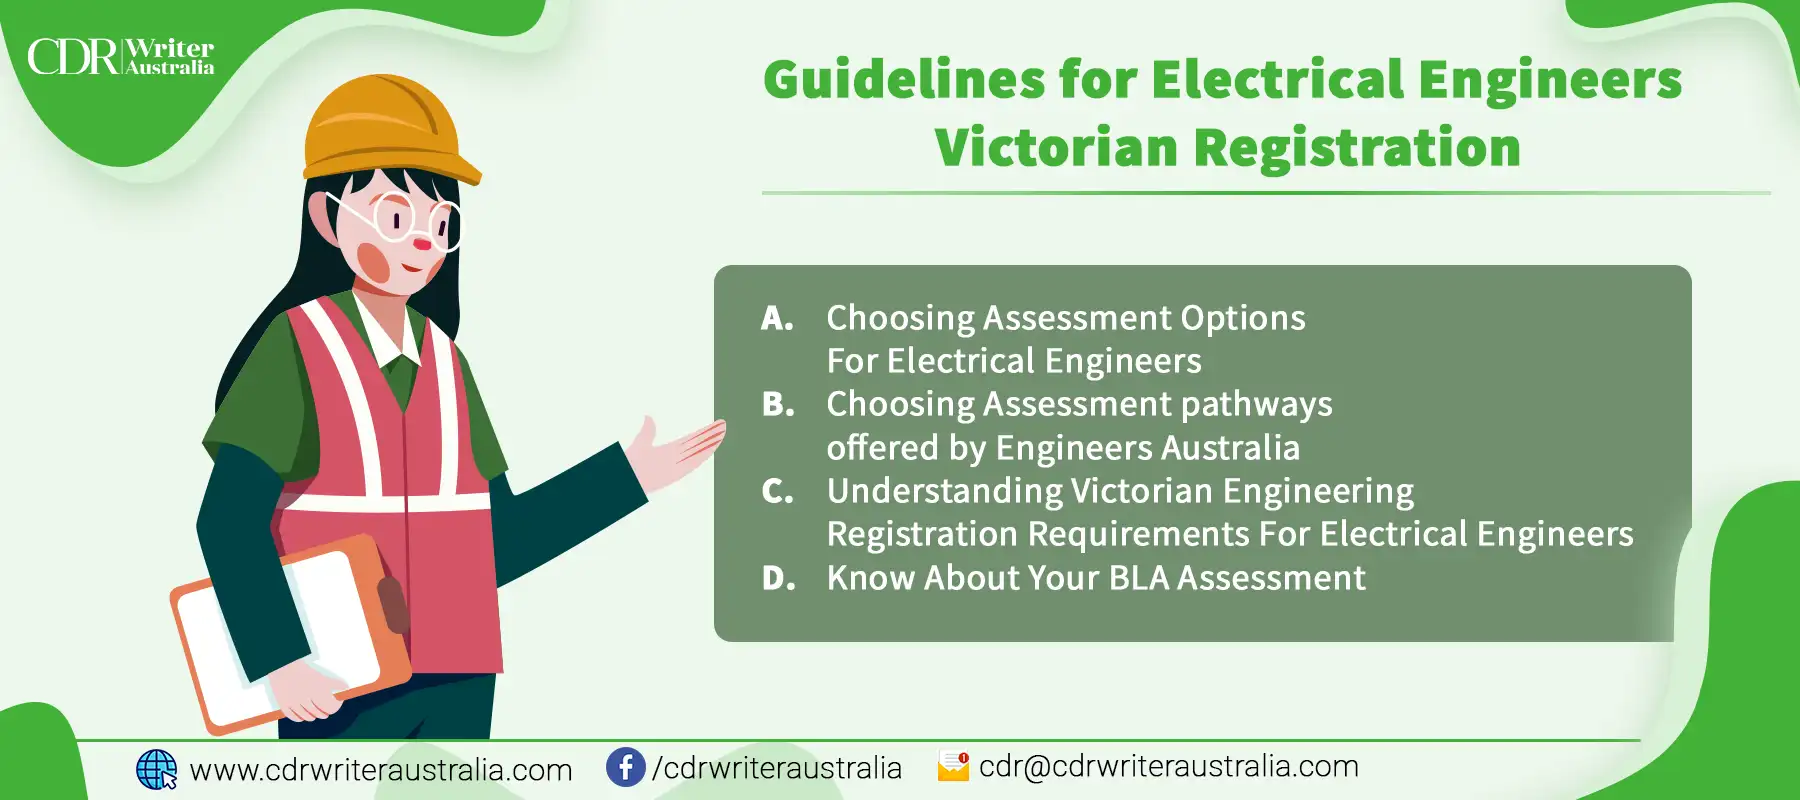 CDR Writer
Australia
Guidelines for Electrical Engineers
Victorian Registration
A. Choosing Assessment Options
For Electrical Engineers
B. Choosing Assessment pathways
offered by Engineers Australia
C. Understanding Victorian Engineering
Registration Requirements For Electrical Engineers
D. Know About Your BLA Assessment
www.cdrwriteraustralia.com
/cdrwriteraustralia
cdr@cdrwriteraustralia.com